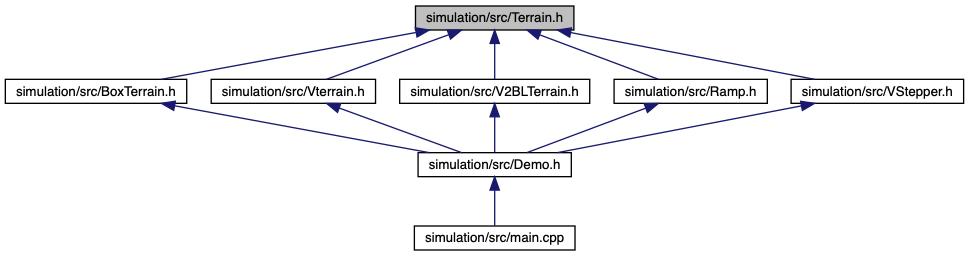 simulation/src/Terrain.h
simulation/src/BoxTerrain.h
simulation/src/Vterrain.h
simulation/src/V2BLTerrain.h
simulation/src/Ramp.h
simulation/src/VStepper.h
simulation/src/Demo.h
simulation/src/main.cpp